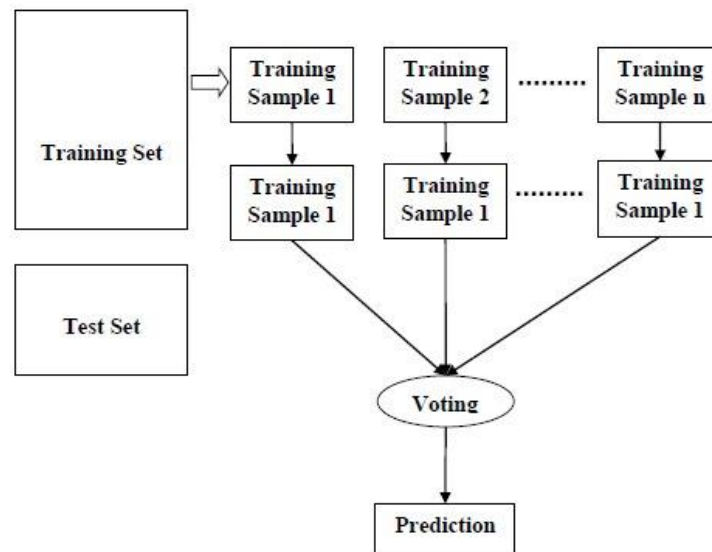 Training Set
Training
Sample 1
Training
Sample 2
.........
Training
Sample n
Training
Sample 1
Training
Sample 1
.........
Training
Sample 1
Test Set
Voting
Prediction